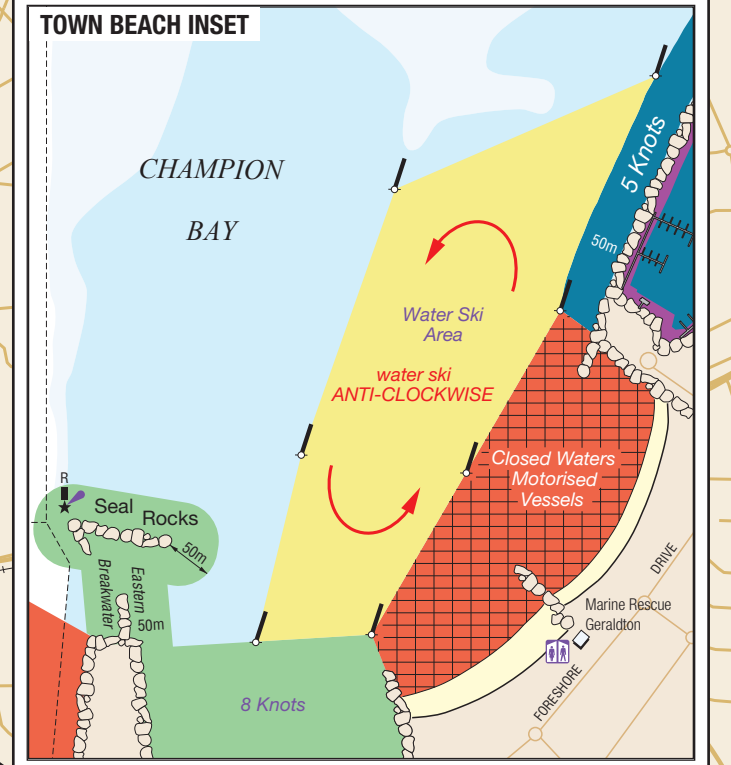 TOWN BEACH INSET
CHAMPION
BAY
5 Knots
50m
Water Ski
Area
water ski
ANTI-CLOCKWISE
Closed Waters
Motorised
Vessels
R
Seal Rocks
50m
Eastern
Breakwater
50m
8 Knots
Marine Rescue
Geraldton
FORESHORE DRIVE